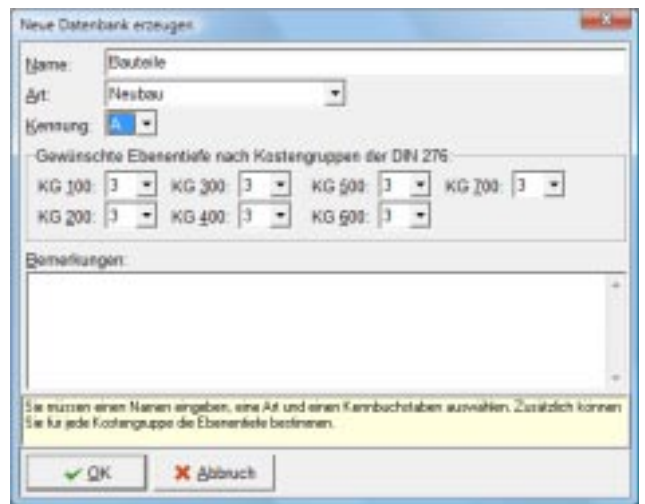 Neue Datenbank erzeugen
Name: Bauteile
Art: Neubau
Kennung: A
Gewünschte Ebenentiefe nach Kostengruppen der DIN 276:
KG 100: 3 KG 300: 3 KG 500: 3 KG 700: 3
KG 200: 3 KG 400: 3 KG 600: 3
Bemerkungen:
Sie müssen einen Namen eingeben, eine Art und einen Kennbuchstaben auswählen. Zusätzlich können
Sie für jede Kostengruppe die Ebenentiefe bestimmen.
OK Abbruch